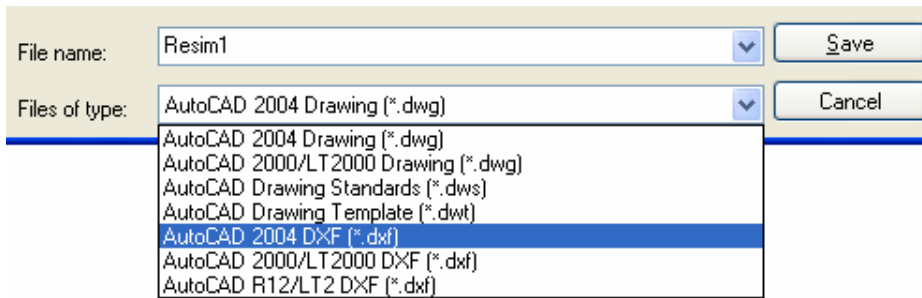 File name: Resim1 Save
Files of type: AutoCAD 2004 Drawing (*.dwg) Cancel
AutoCAD 2004 Drawing (*.dwg)
AutoCAD 2000/LT2000 Drawing (*.dwg)
AutoCAD Drawing Standards (*.dws)
AutoCAD Drawing Template (*.dwt)
AutoCAD 2004 DXF (*.dxf)
AutoCAD 2000/LT2000 DXF (*.dxf)
AutoCAD R12/LT2 DXF (*.dxf)